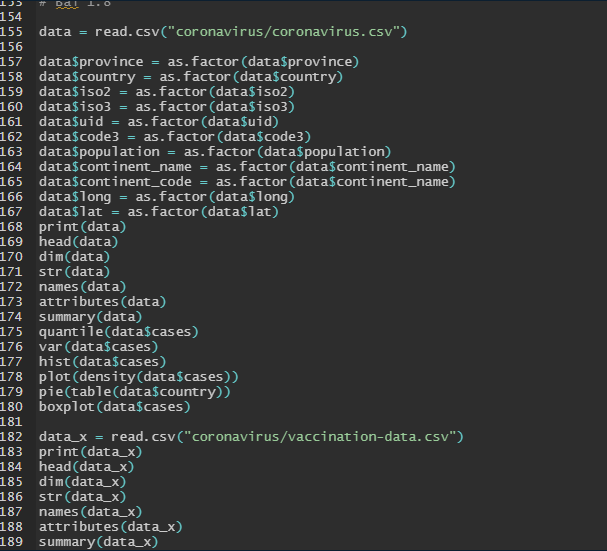 153 # Bài 1.8
154
155 data = read.csv("coronavirus/coronavirus.csv")
156
157 data$province = as.factor(data$province)
158 data$country = as.factor(data$country)
159 data$iso2 = as.factor(data$iso2)
160 data$iso3 = as.factor(data$iso3)
161 data$uid = as.factor(data$uid)
162 data$code3 = as.factor(data$code3)
163 data$population = as.factor(data$population)
164 data$continent_name = as.factor(data$continent_name)
165 data$continent_code = as.factor(data$continent_name)
166 data$long = as.factor(data$long)
167 data$lat = as.factor(data$lat)
168 print(data)
169 head(data)
170 dim(data)
171 str(data)
172 names(data)
173 attributes(data)
174 summary(data)
175 quantile(data$cases)
176 var(data$cases)
177 hist(data$cases)
178 plot(density(data$cases))
179 pie(table(data$country))
180 boxplot(data$cases)
181
182 data_x = read.csv("coronavirus/vaccination-data.csv")
183 print(data_x)
184 head(data_x)
185 dim(data_x)
186 str(data_x)
187 names(data_x)
188 attributes(data_x)
189 summary(data_x)